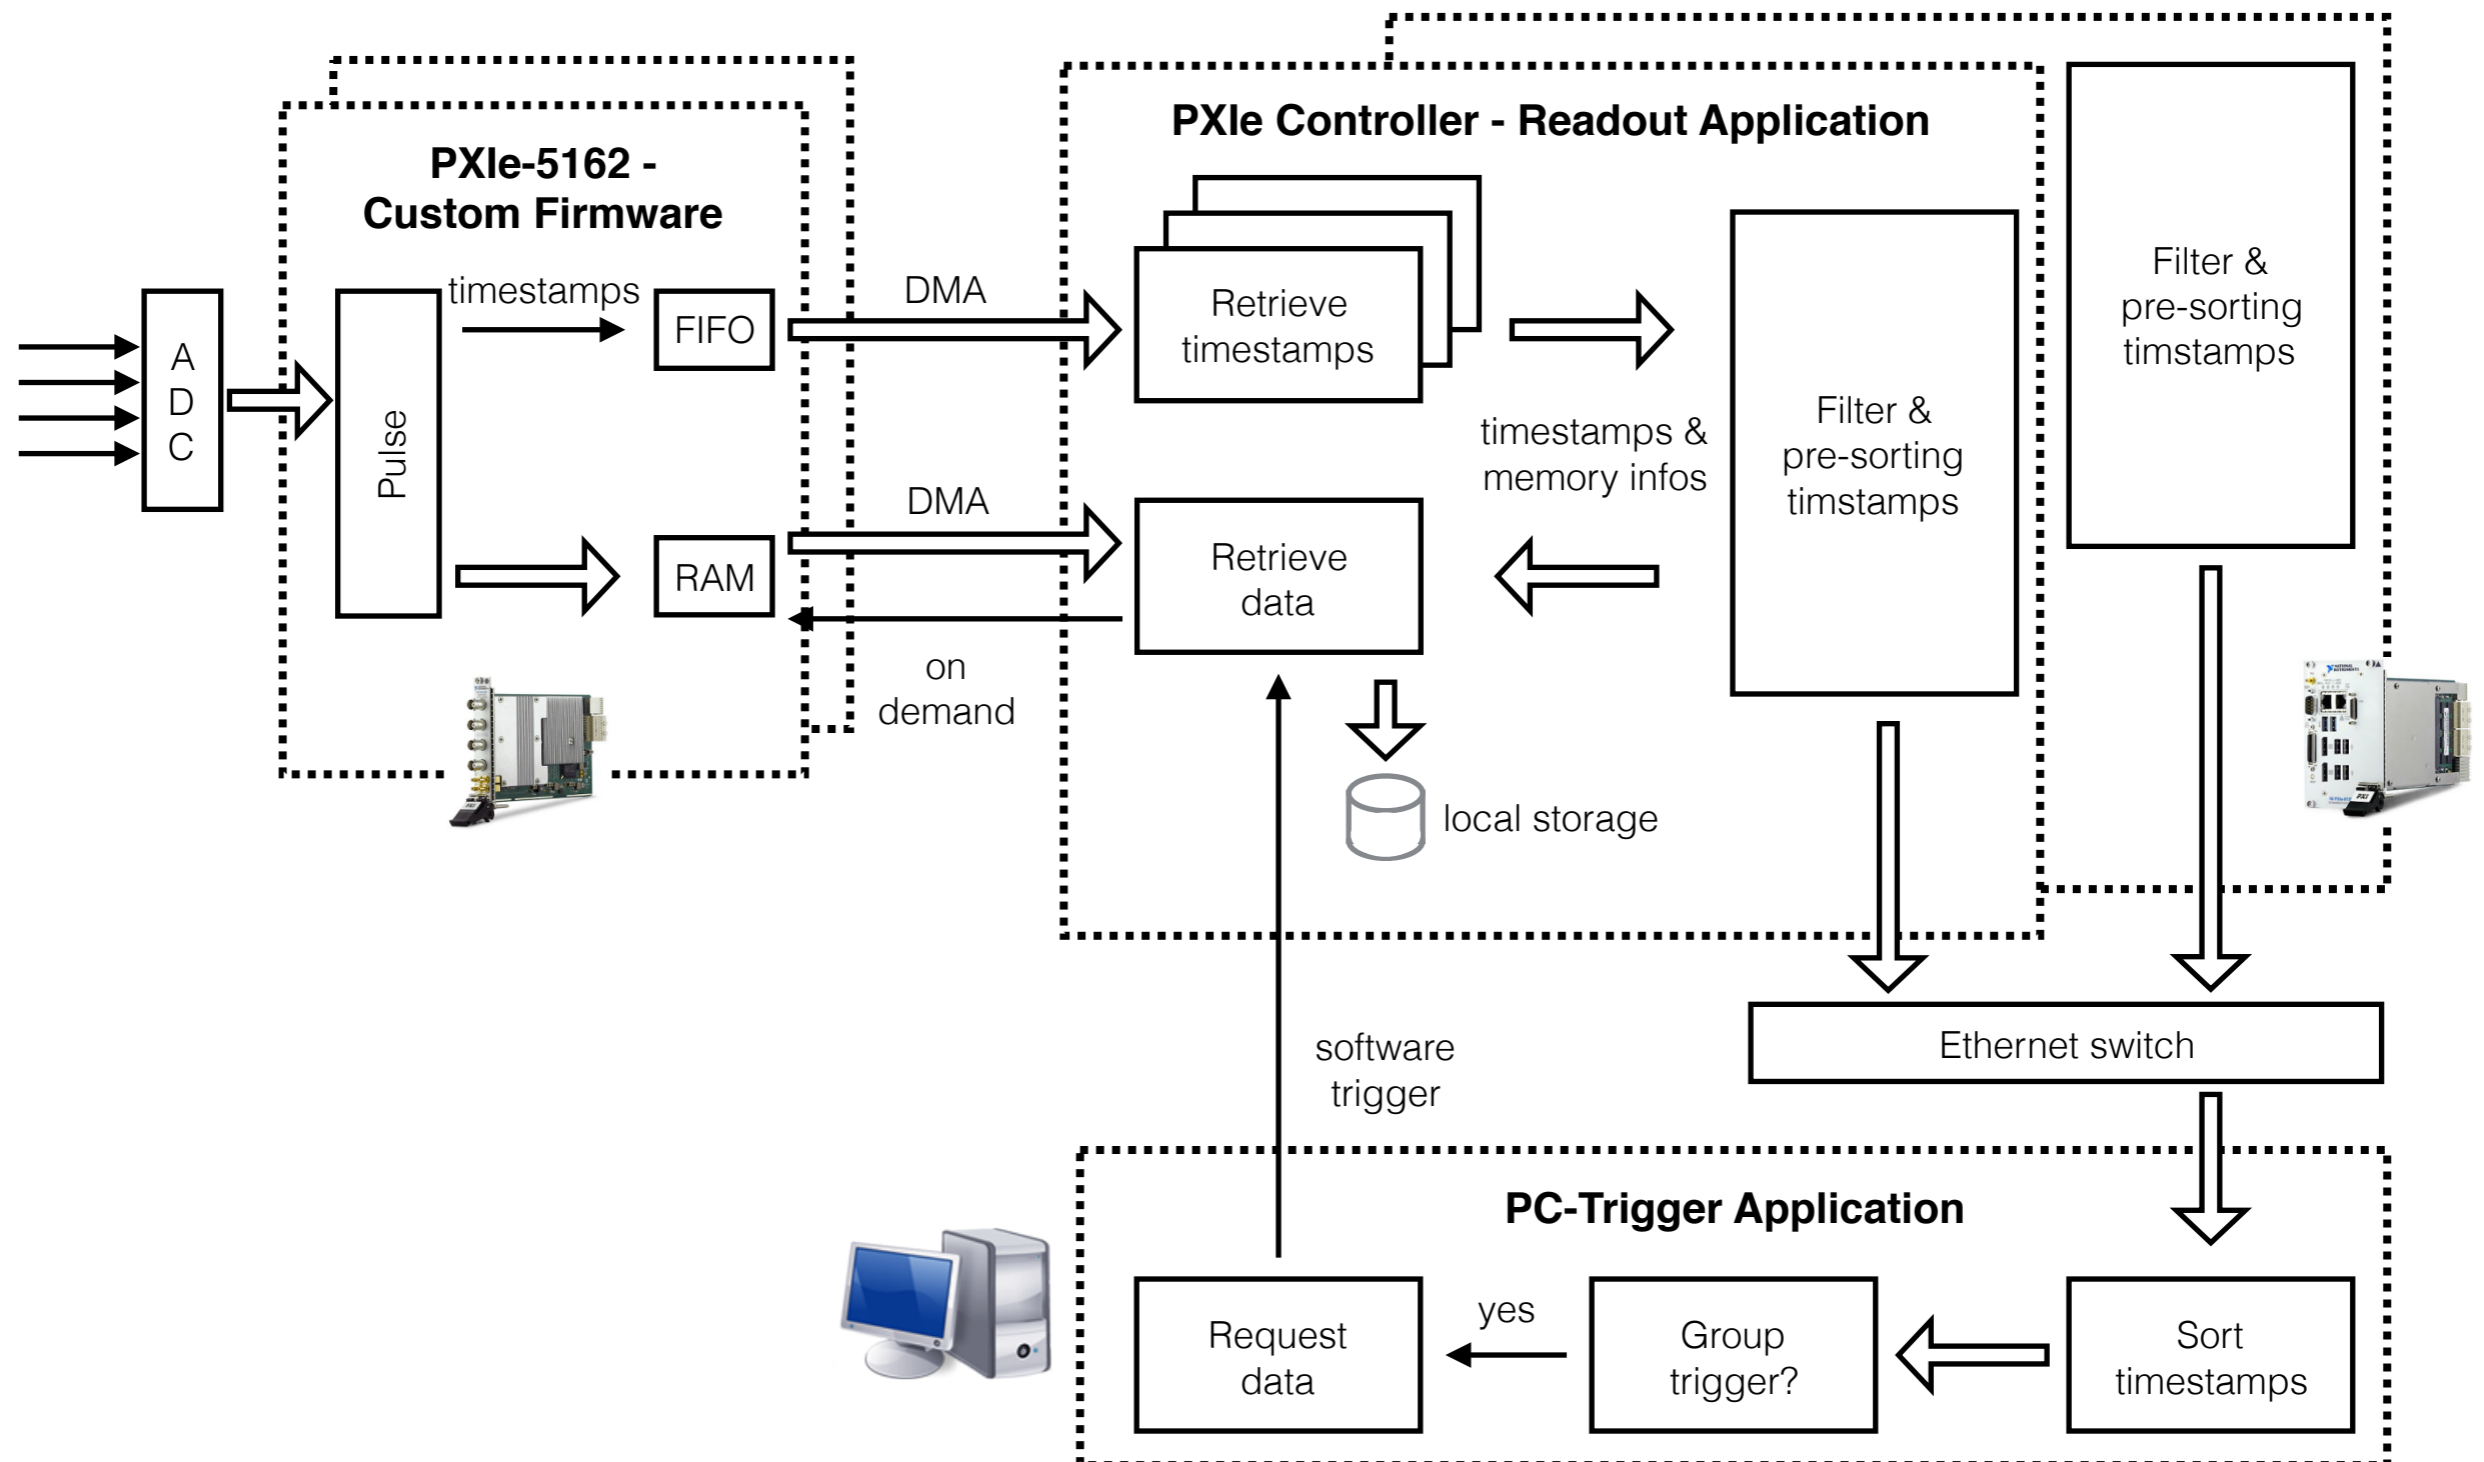 PXIe-5162 -
Custom Firmware
A
D
C
Pulse
timestamps
FIFO
RAM
DMA
DMA
on
demand
PXIe Controller - Readout Application
Retrieve
timestamps
timestamps &
memory infos
Retrieve
data
local storage
Filter &
pre-sorting
timstamps
Filter &
pre-sorting
timstamps
Ethernet switch
software
trigger
PC-Trigger Application
Request
data
yes
Group
trigger?
Sort
timestamps